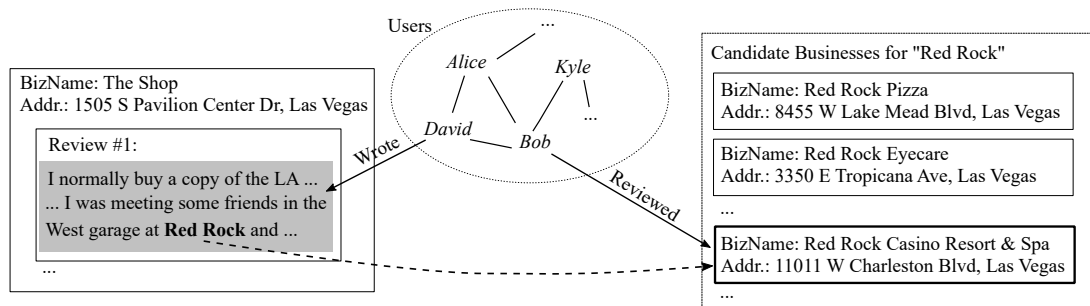 BizName: The Shop
Addr.: 1505 S Pavilion Center Dr, Las Vegas
Review #1:
I normally buy a copy of the LA ...
... I was meeting some friends in the
West garage at Red Rock and ...
...
Users
...
Alice
Kyle
...
David
Bob
Wrote
Reviewed
Candidate Businesses for "Red Rock"
BizName: Red Rock Pizza
Addr.: 8455 W Lake Mead Blvd, Las Vegas
BizName: Red Rock Eyecare
Addr.: 3350 E Tropicana Ave, Las Vegas
...
BizName: Red Rock Casino Resort & Spa
Addr.: 11011 W Charleston Blvd, Las Vegas
...